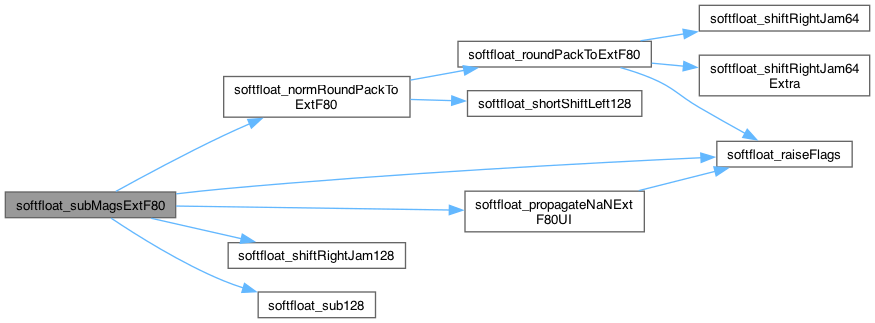 softfloat_subMagsExtF80
softfloat_normRoundPackTo
ExtF80
softfloat_roundPackToExtF80
softfloat_shiftRightJam64
softfloat_shiftRightJam64
Extra
softfloat_shortShiftLeft128
softfloat_raiseFlags
softfloat_propagateNaNExt
F80UI
softfloat_shiftRightJam128
softfloat_sub128